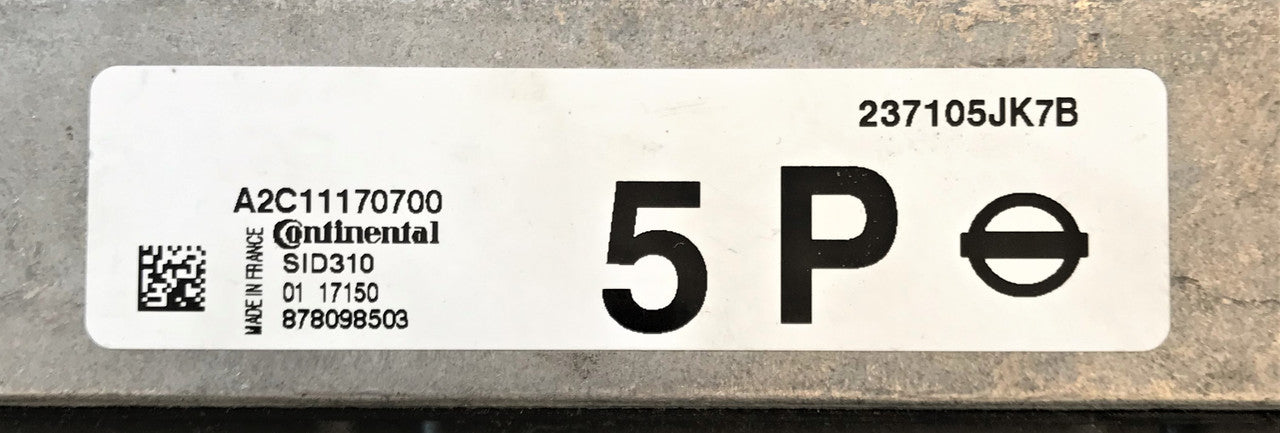 237105JK7B
A2C11170700
Continental
MADE IN FRANCE
SID310
01 17150
878098503
5 P